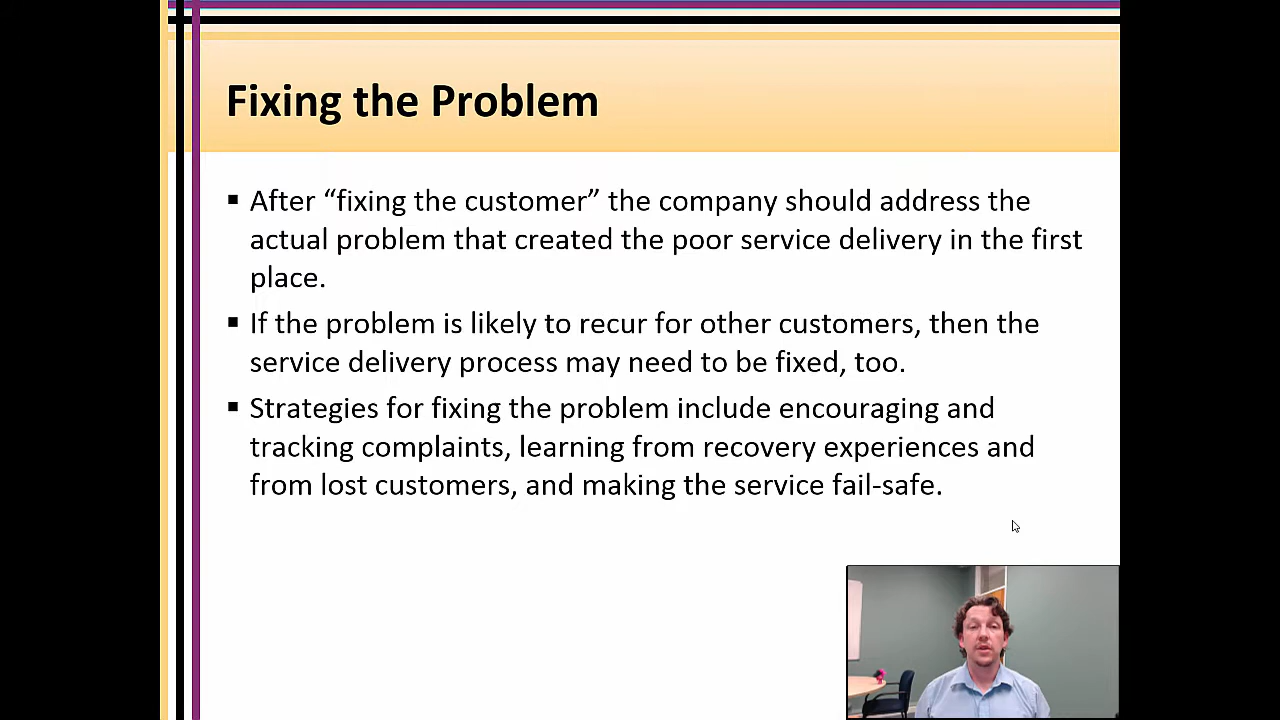 Fixing the Problem
▪ After “fixing the customer” the company should address the
actual problem that created the poor service delivery in the first
place.
▪ If the problem is likely to recur for other customers, then the
service delivery process may need to be fixed, too.
▪ Strategies for fixing the problem include encouraging and
tracking complaints, learning from recovery experiences and
from lost customers, and making the service fail-safe.